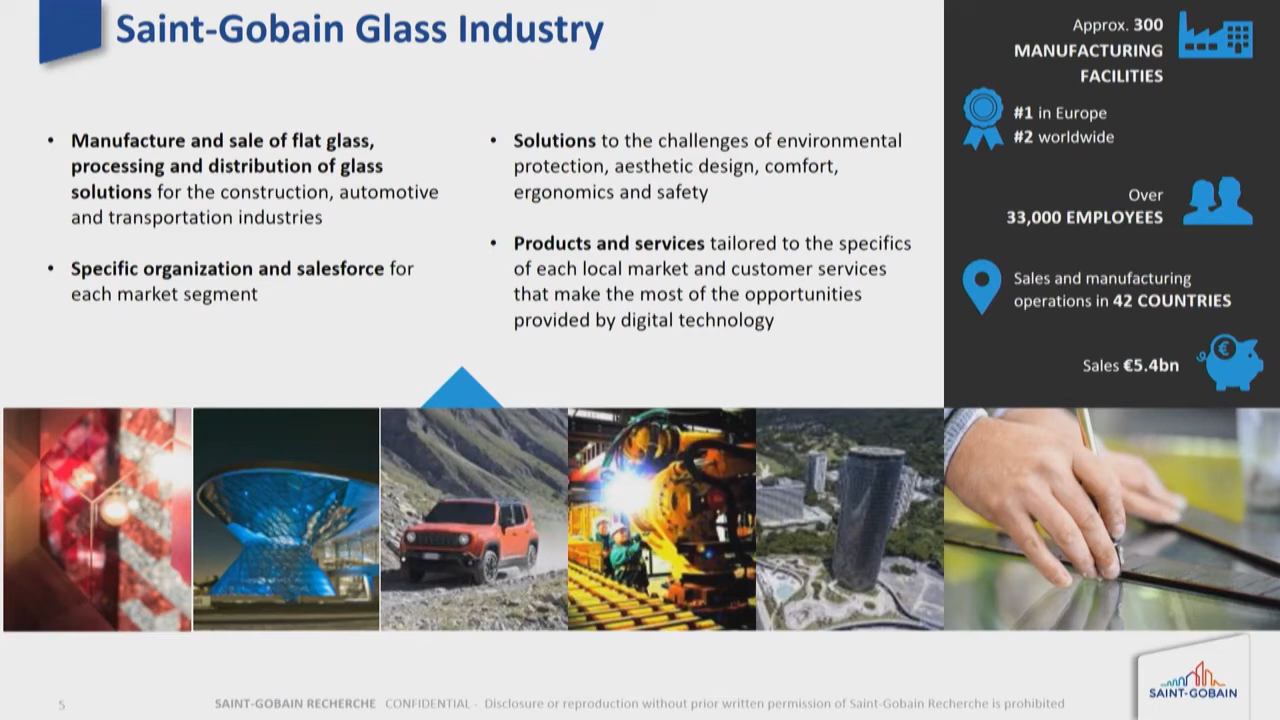 Saint-Gobain Glass Industry
• Manufacture and sale of flat glass,
processing and distribution of glass
solutions for the construction, automotive
and transportation industries
• Specific organization and salesforce for
each market segment
• Solutions to the challenges of environmental
protection, aesthetic design, comfort,
ergonomics and safety
• Products and services tailored to the specifics
of each local market and customer services
that make the most of the opportunities
provided by digital technology
Approx. 300
MANUFACTURING
FACILITIES
#1 in Europe
#2 worldwide
Over
33,000 EMPLOYEES
Sales and manufacturing
operations in 42 COUNTRIES
Sales €5.4bn
€
5
SAINT-GOBAIN RECHERCHE CONFIDENTIAL - Disclosure or reproduction without prior written permission of Saint-Gobain Recherche is prohibited
SAINT-GOBAIN